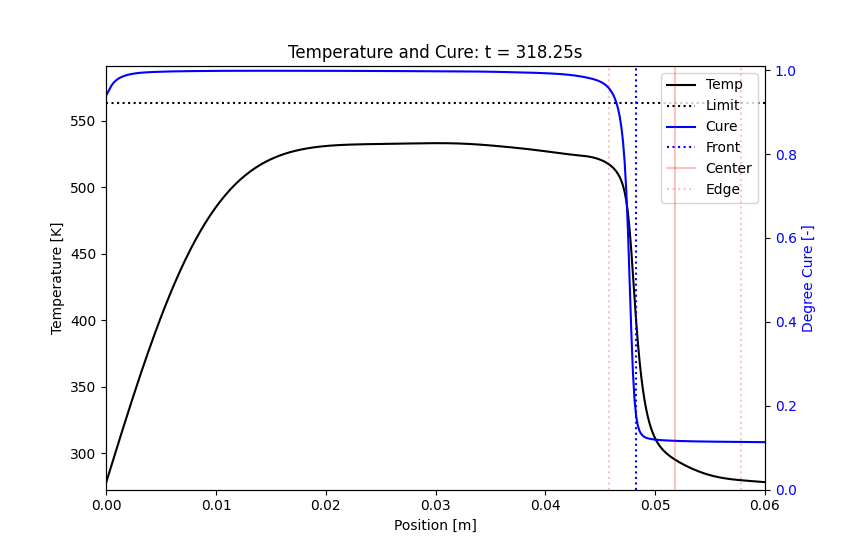 Temperature and Cure: t = 318.25s
Temp
Limit
Cure
Front
Center
Edge
Temperature [K]
550
500
450
400
350
300
Degree Cure [-]
1.0
0.8
0.6
0.4
0.2
0.0
0.00 0.01 0.02 0.03 0.04 0.05 0.06
Position [m]